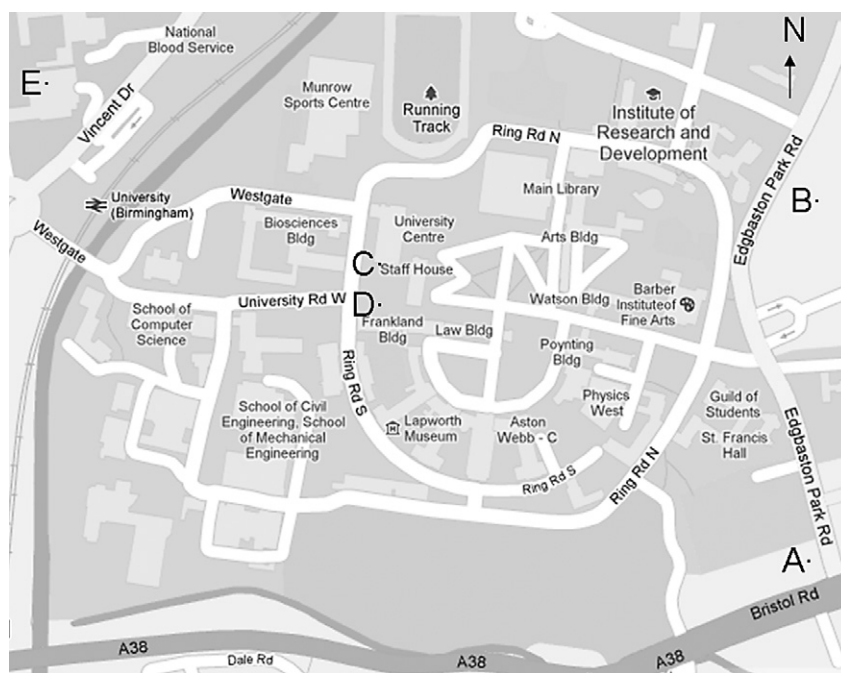 National
Blood Service
N
E
Vincent Dr
Munrow
Sports Centre
Running
Track
Institute of
Research and
Development
Ring Rd N
Edgbaston Park Rd
Main Library
University
(Birmingham)
Westgate
B
Westgate
Biosciences
Bldg
University
Centre
Arts Bldg
C
Staff House
Barber
Instituteof
Fine Arts
University Rd W
D
Watson Bldg
School of
Computer
Science
Frankland
Bldg
Law Bldg
Poynting
Bldg
Ring Rd S
Physics
West
Guild of
Students
School of Civil
Engineering, School
of Mechanical
Engineering
Lapworth
Museum
Aston
Webb - C
St. Francis
Hall
Edgbaston Park Rd
Ring Rd S
Ring Rd N
A
Bristol Rd
A38
Dale Rd
A38
A38